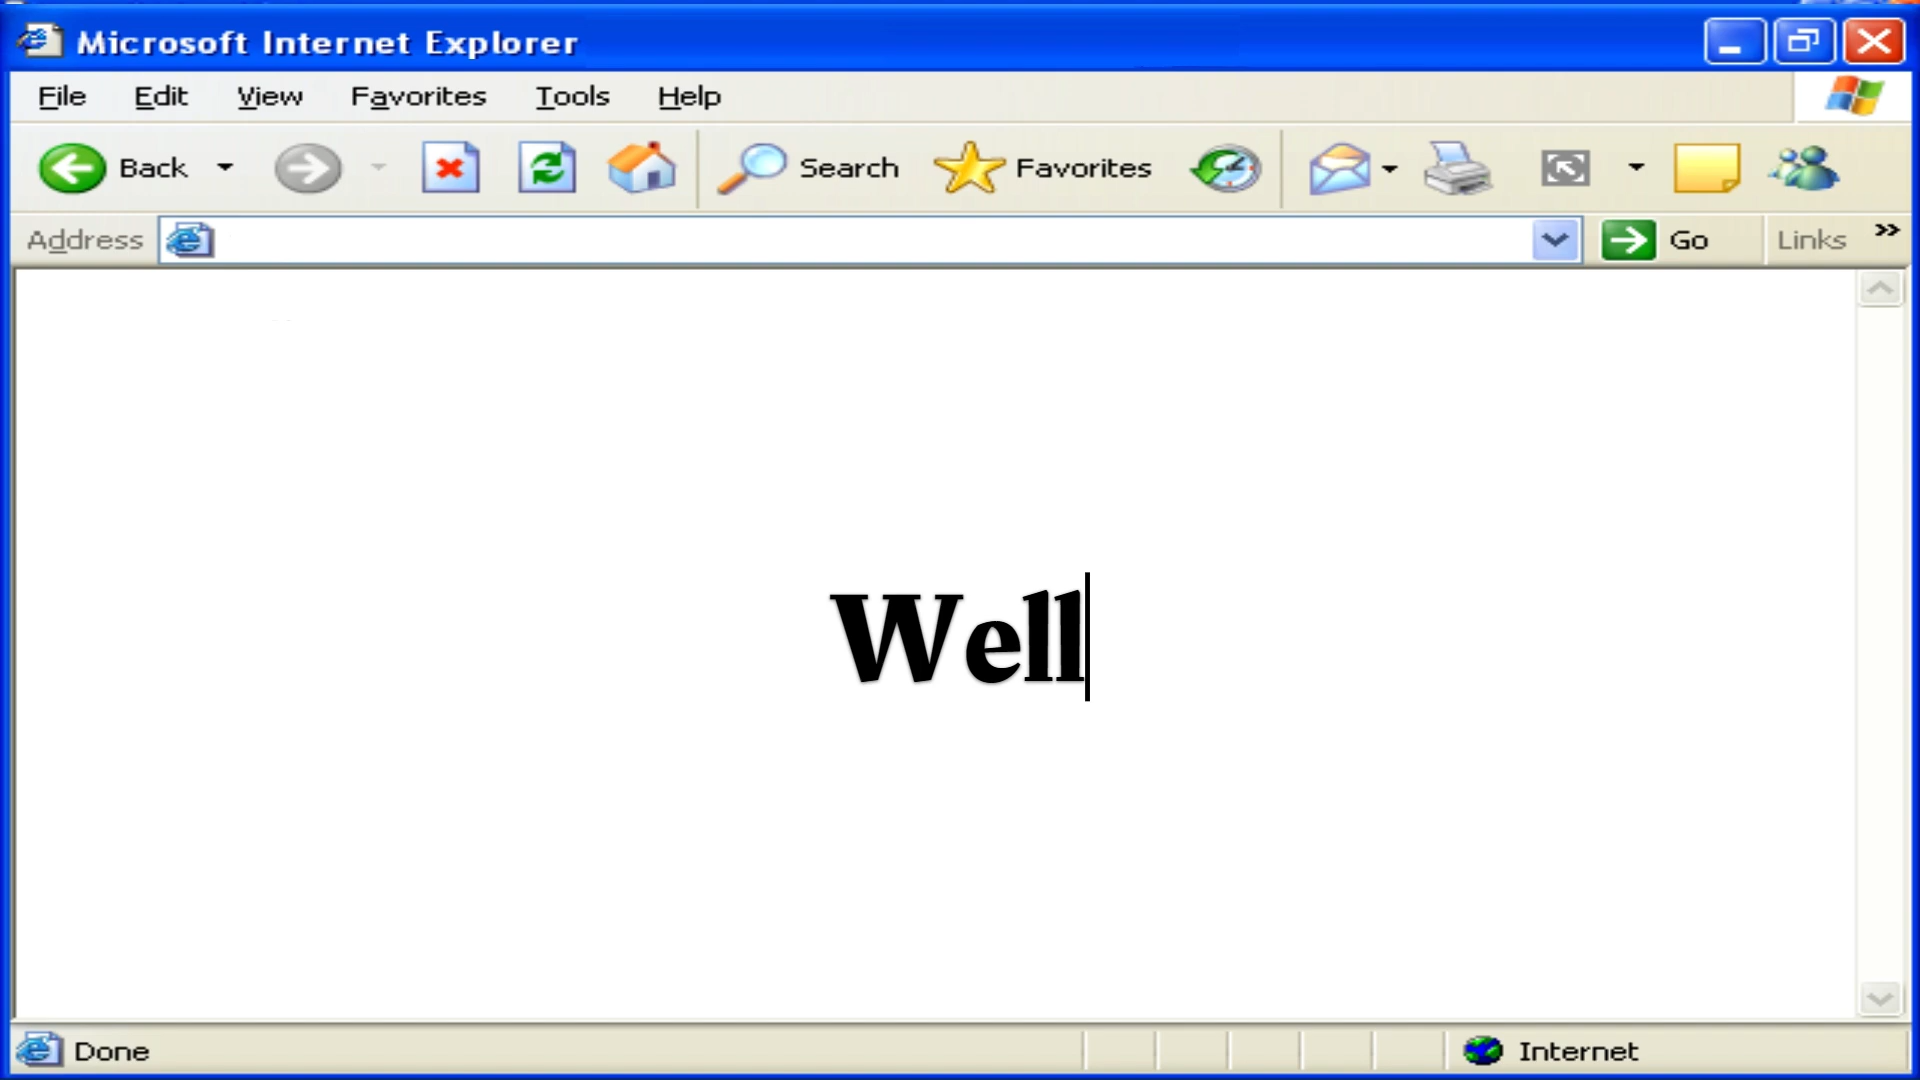 Microsoft Internet Explorer
File Edit View Favorites Tools Help
Back Search Favorites
Address Go Links »
Well
Done Internet